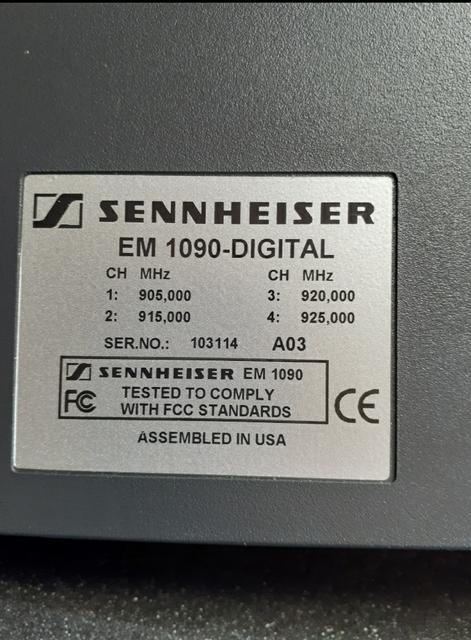 SENNHEISER
EM 1090-DIGITAL
CH MHz CH MHz
1: 905,000 3: 920,000
2: 915,000 4: 925,000
SER.NO.: 103114 A03
SENNHEISER EM 1090
FC TESTED TO COMPLY
WITH FCC STANDARDS
CE
ASSEMBLED IN USA